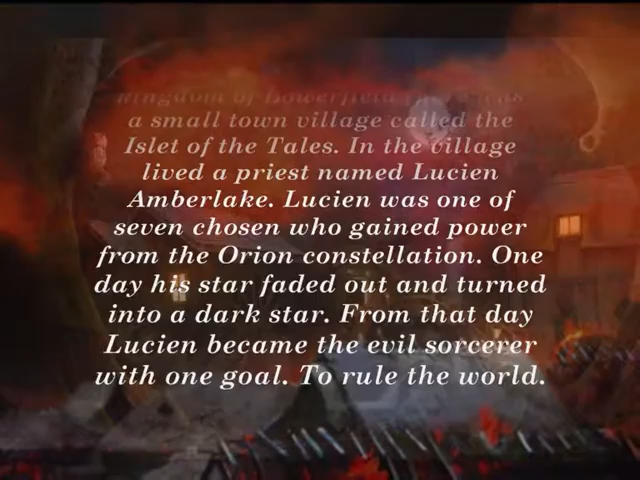 kingdom of
a small town village called the
Islet of the Tales. In the village
lived a priest named Lucien
Amberlake. Lucien was one of
seven chosen who gained power
from the Orion constellation. One
day his star faded out and turned
into a dark star. From that day
Lucien became the evil sorcerer
with one goal. To rule the world.